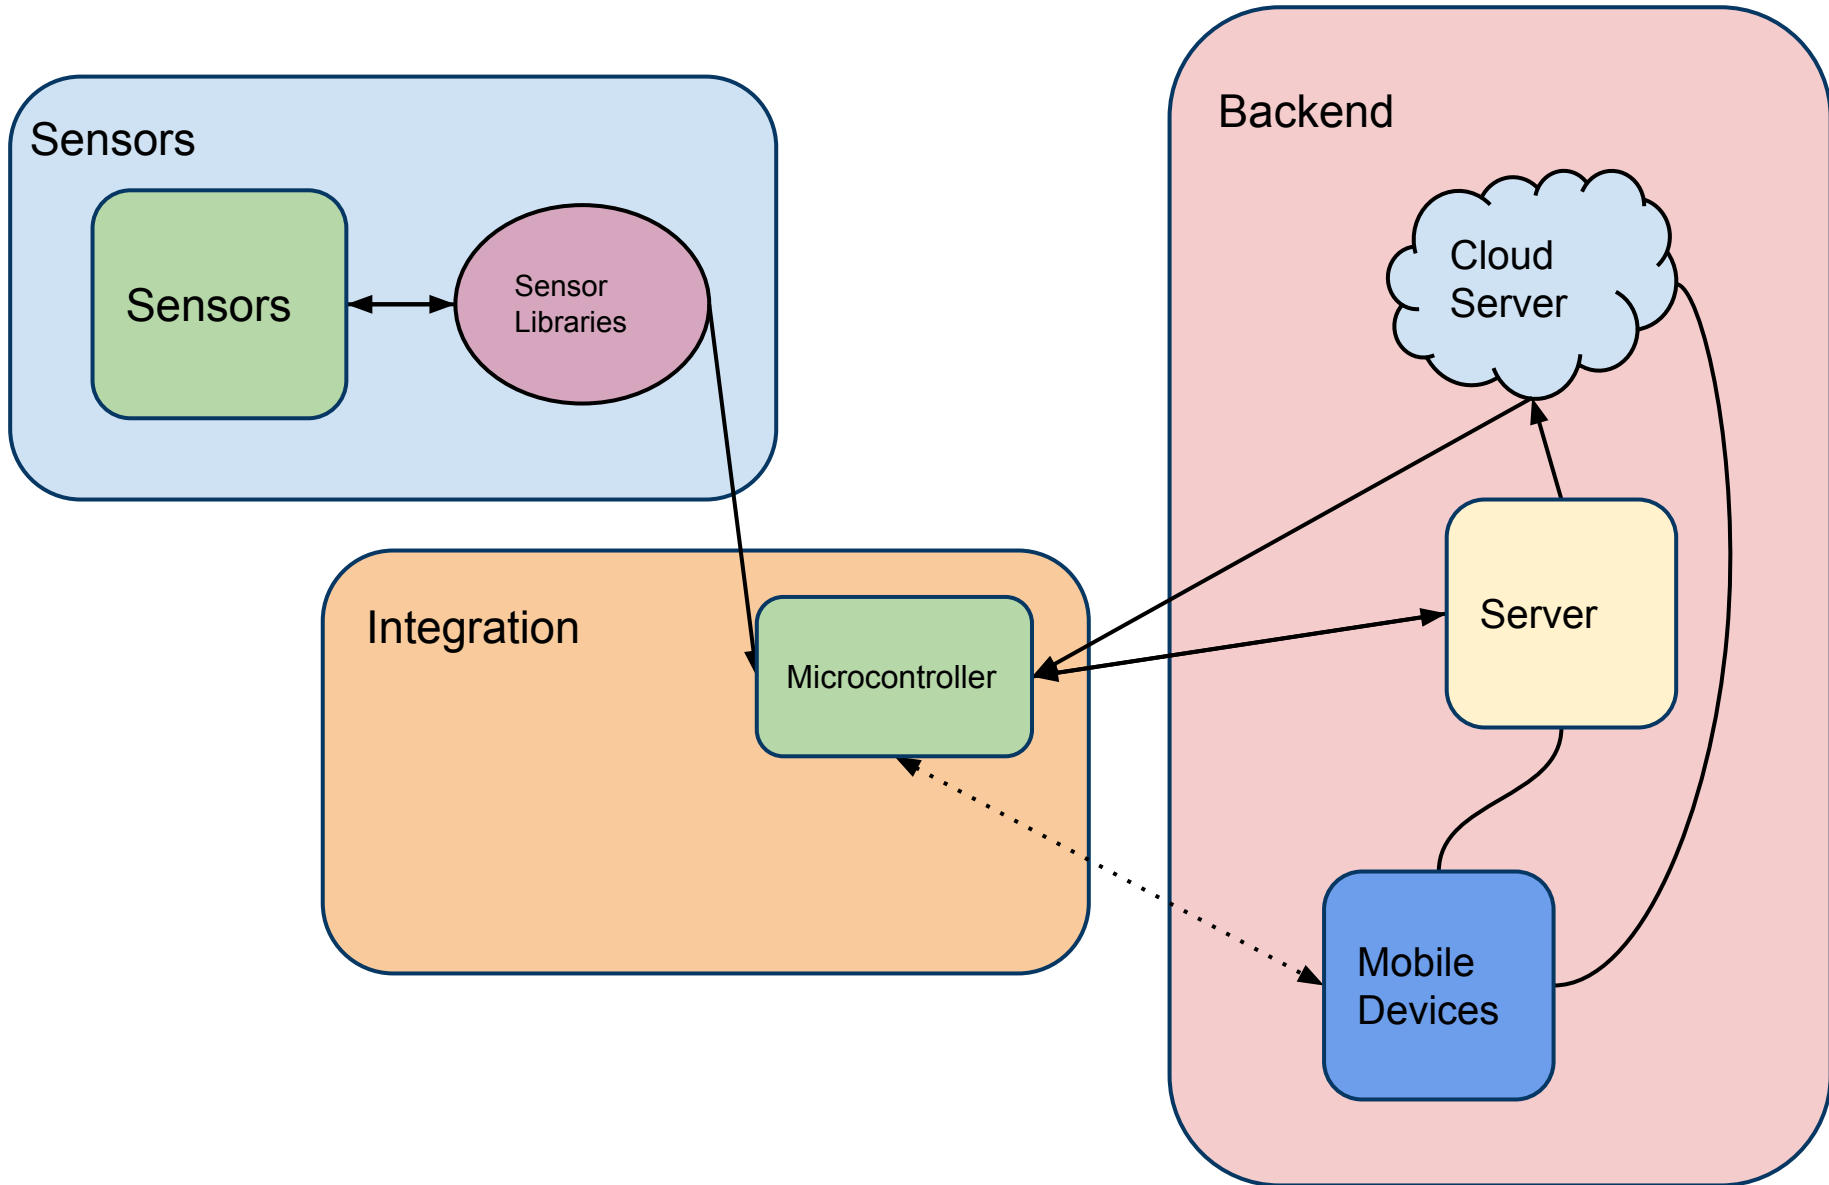 Sensors
Sensors
Sensor
Libraries
Integration
Microcontroller
Backend
Cloud
Server
Server
Mobile
Devices